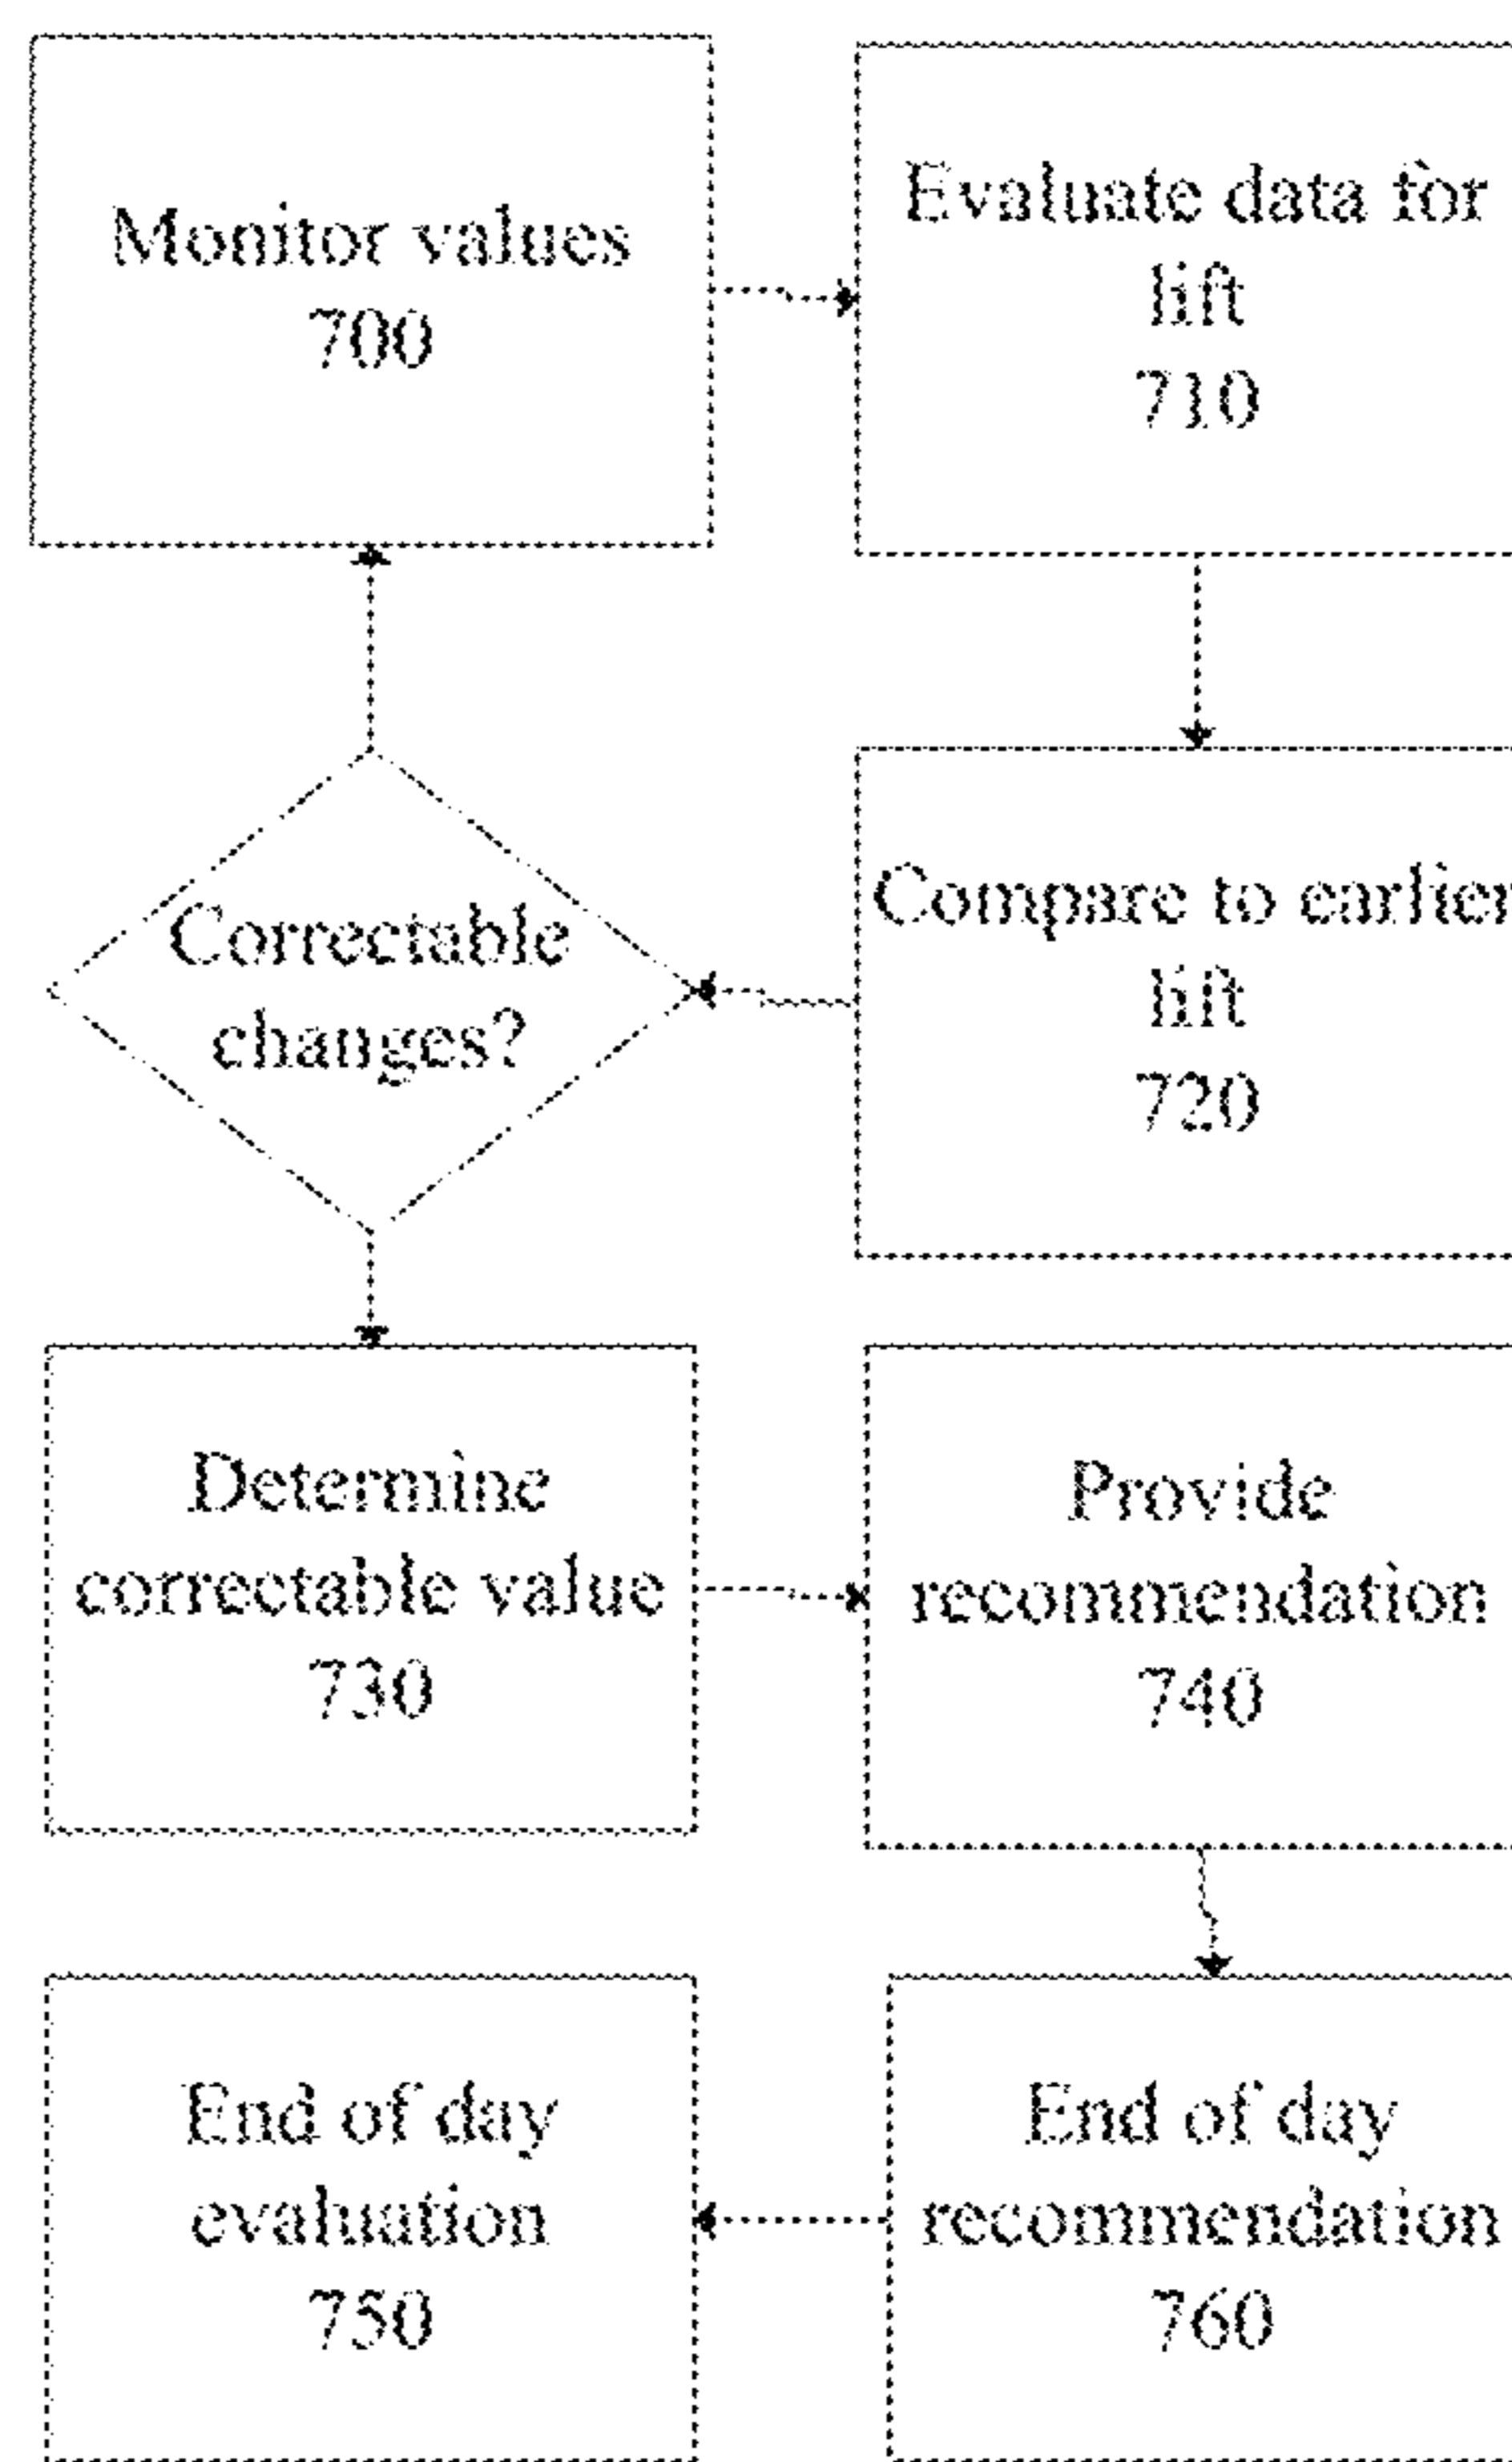 Monitor values
700
Evaluate data for
lift
710
Correctable
changes?
Compare to earlier
lift
720
Determine
correctable value
730
Provide
recommendation
740
End of day
evaluation
750
End of day
recommendation
760